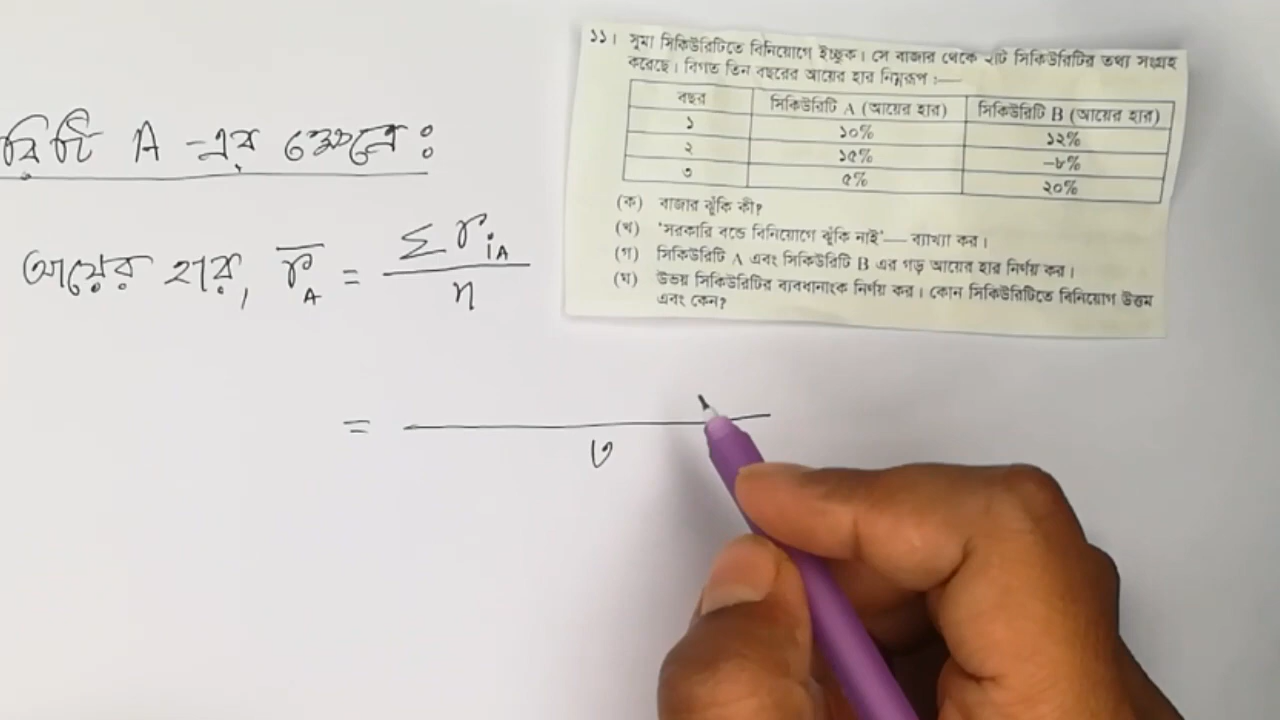 রিটি A -এর ক্ষেত্রে :
আয়ের হার, r̅_A = Σ r_iA / n
= ――― / ৩
১১। সুমা সিকিউরিটিতে বিনিয়োগে ইচ্ছুক। সে বাজার থেকে ২টি সিকিউরিটির তথ্য সংগ্রহ
করেছে। বিগত তিন বছরের আয়ের হার নিম্নরূপ :—
বছর সিকিউরিটি A (আয়ের হার) সিকিউরিটি B (আয়ের হার)
১ ১০% ১২%
২ ১৫% –৮%
৩ ৫% ২০%
(ক) বাজার ঝুঁকি কী?
(খ) 'সরকারি বন্ডে বিনিয়োগে ঝুঁকি নাই'— ব্যাখ্যা কর।
(গ) সিকিউরিটি A এবং সিকিউরিটি B এর গড় আয়ের হার নির্ণয় কর।
(ঘ) উভয় সিকিউরিটির ব্যবধানাংক নির্ণয় কর। কোন সিকিউরিটিতে বিনিয়োগ উত্তম
এবং কেন?